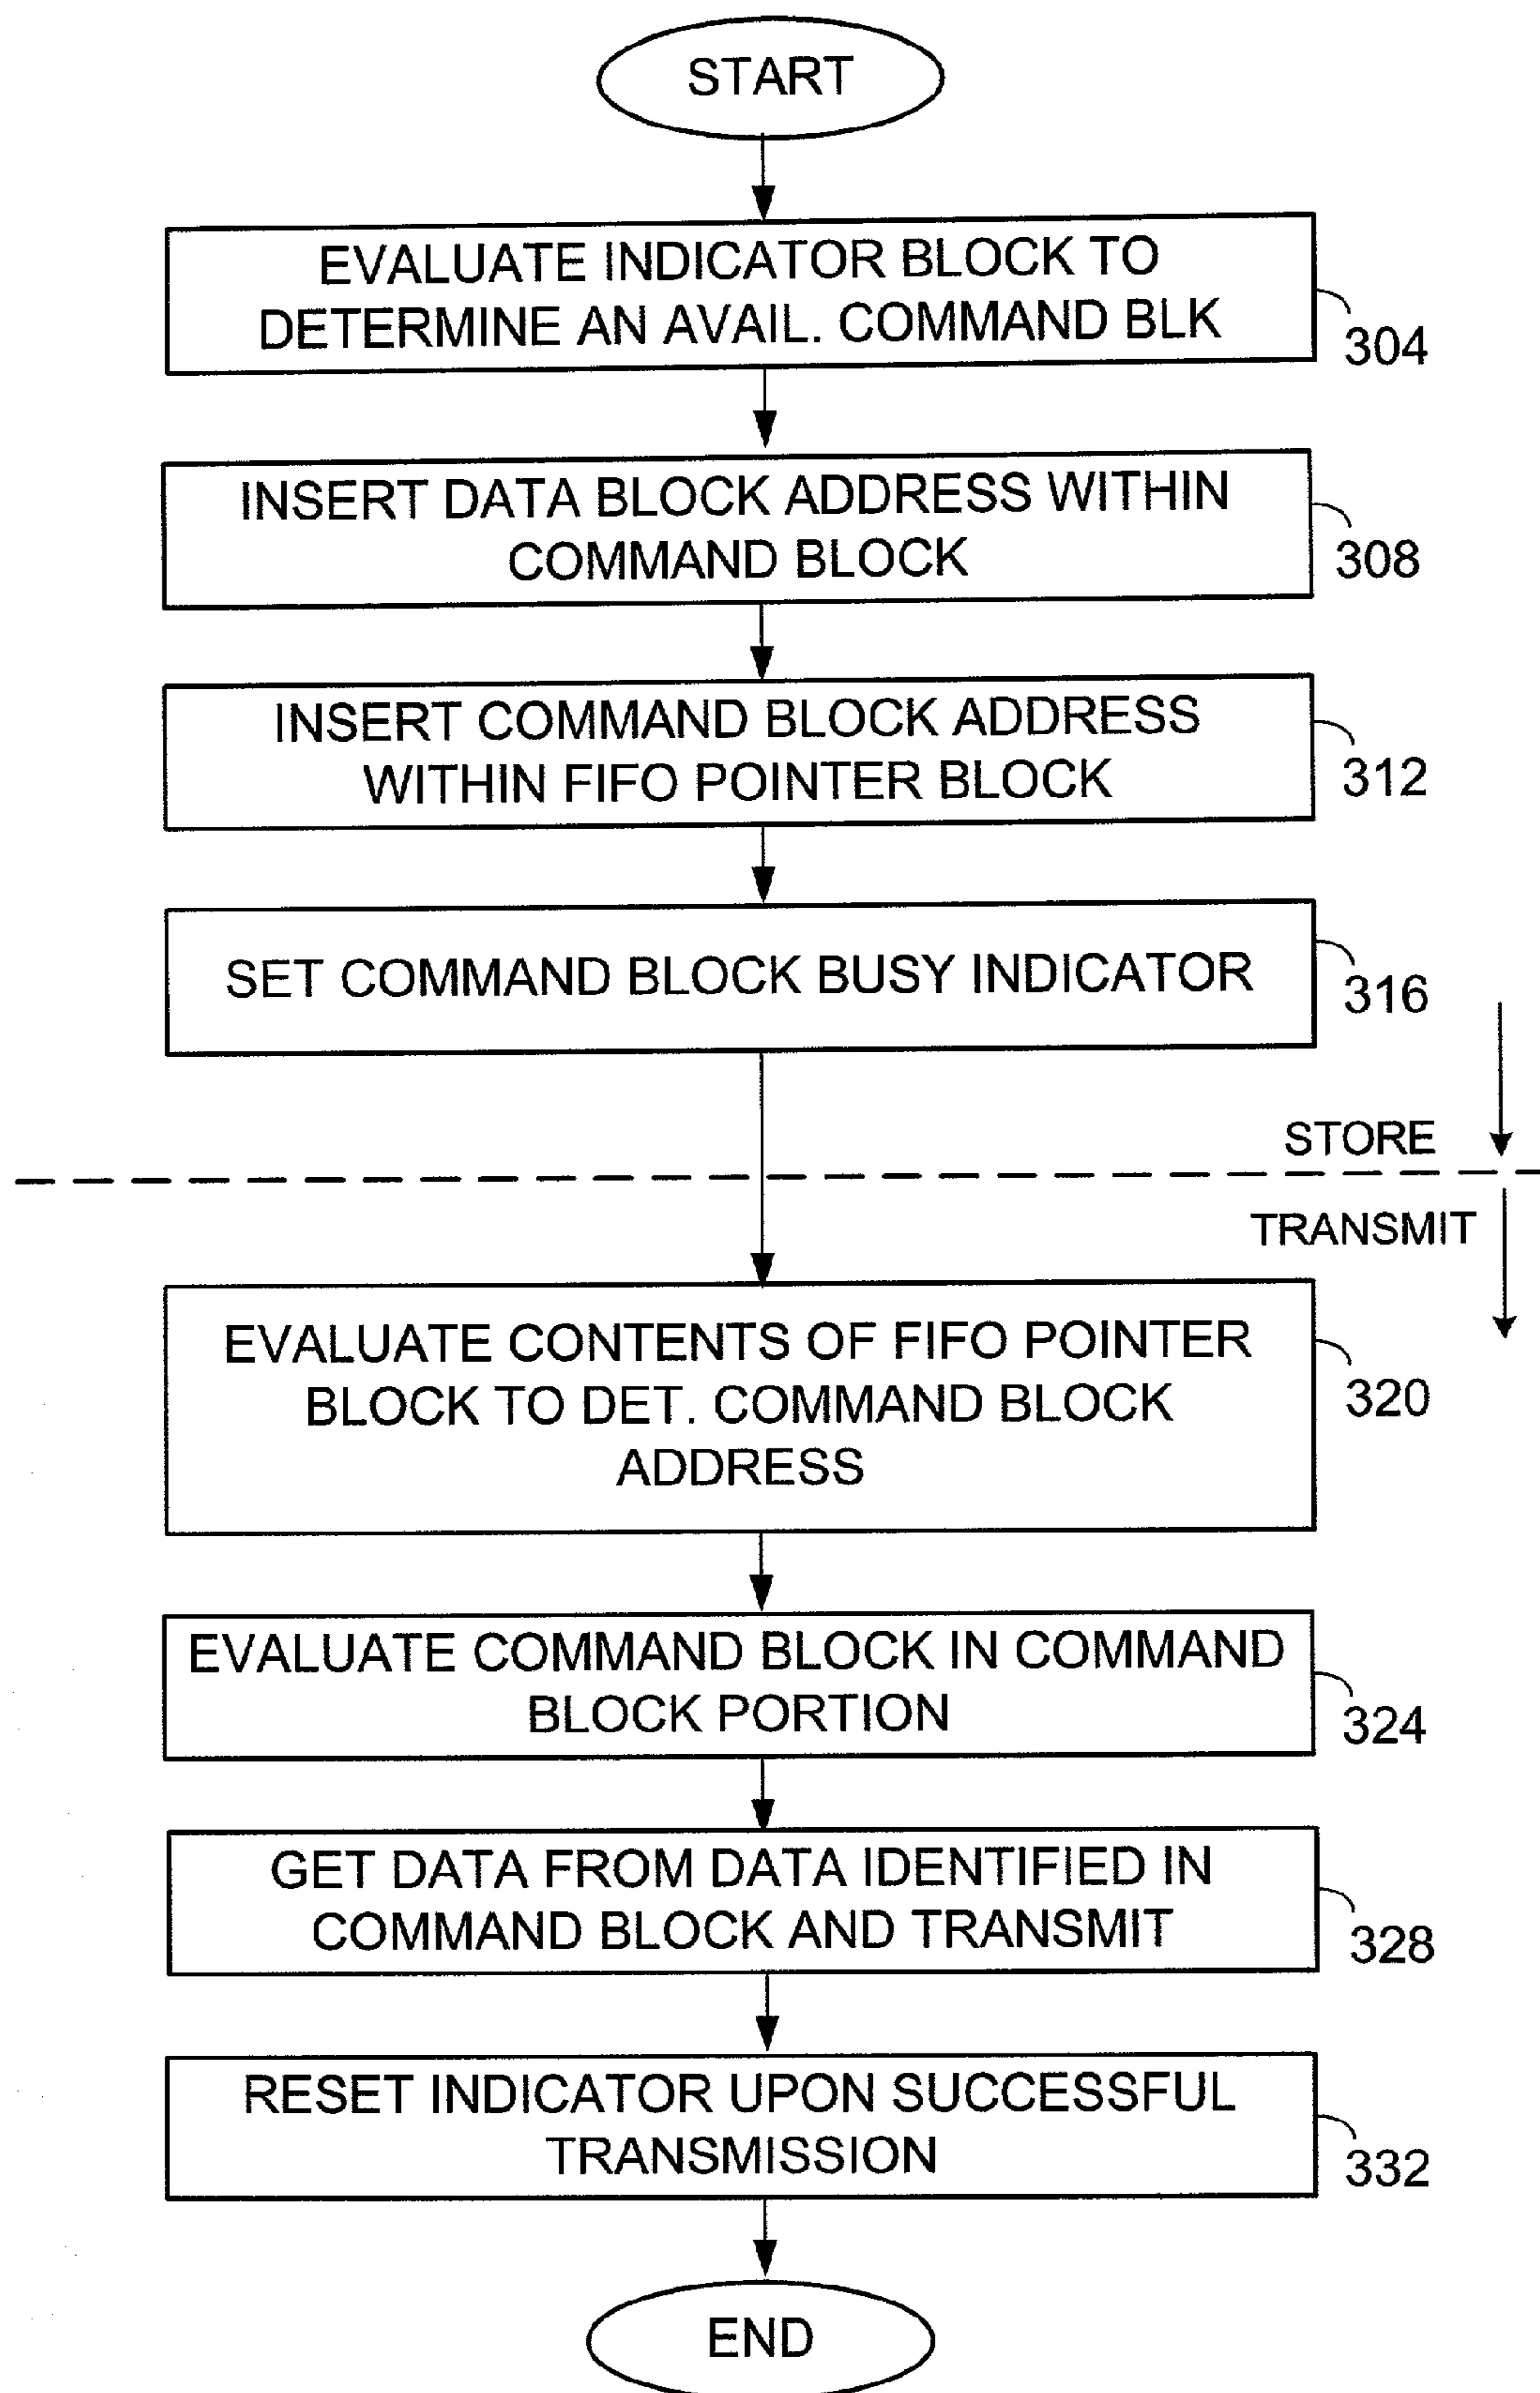 START
EVALUATE INDICATOR BLOCK TO
DETERMINE AN AVAIL. COMMAND BLK
304
INSERT DATA BLOCK ADDRESS WITHIN
COMMAND BLOCK
308
INSERT COMMAND BLOCK ADDRESS
WITHIN FIFO POINTER BLOCK
312
SET COMMAND BLOCK BUSY INDICATOR
316
STORE
TRANSMIT
EVALUATE CONTENTS OF FIFO POINTER
BLOCK TO DET. COMMAND BLOCK
ADDRESS
320
EVALUATE COMMAND BLOCK IN COMMAND
BLOCK PORTION
324
GET DATA FROM DATA IDENTIFIED IN
COMMAND BLOCK AND TRANSMIT
328
RESET INDICATOR UPON SUCCESSFUL
TRANSMISSION
332
END